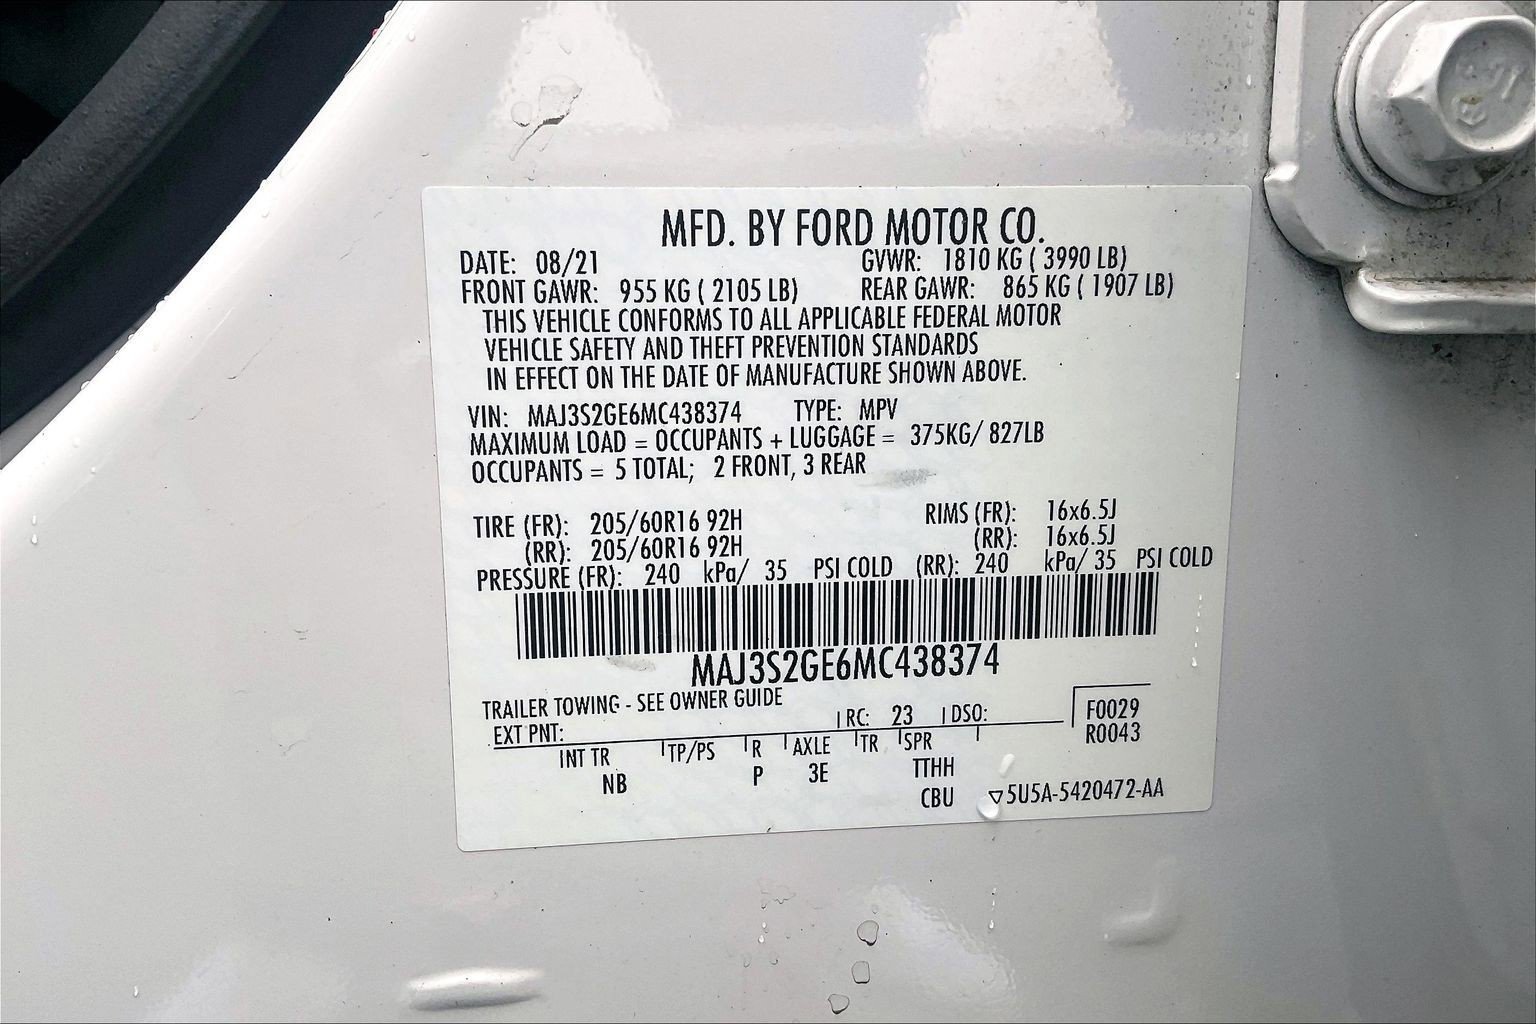 MFD. BY FORD MOTOR CO.
DATE: 08/21 GVWR: 1810 KG ( 3990 LB)
FRONT GAWR: 955 KG ( 2105 LB) REAR GAWR: 865 KG ( 1907 LB)
THIS VEHICLE CONFORMS TO ALL APPLICABLE FEDERAL MOTOR
VEHICLE SAFETY AND THEFT PREVENTION STANDARDS
IN EFFECT ON THE DATE OF MANUFACTURE SHOWN ABOVE.
VIN: MAJ3S2GE6MC438374 TYPE: MPV
MAXIMUM LOAD = OCCUPANTS + LUGGAGE = 375KG/ 827LB
OCCUPANTS = 5 TOTAL; 2 FRONT, 3 REAR
TIRE (FR): 205/60R16 92H RIMS (FR): 16x6.5J
(RR): 205/60R16 92H (RR): 16x6.5J
PRESSURE (FR): 240 kPa/ 35 PSI COLD (RR): 240 kPa/ 35 PSI COLD
MAJ3S2GE6MC438374
TRAILER TOWING - SEE OWNER GUIDE
EXT PNT: RC: 23 DSO: F0029
R0043
INT TR TP/PS R AXLE TR SPR
NB P 3E TTHH
CBU ▽5U5A-5420472-AA